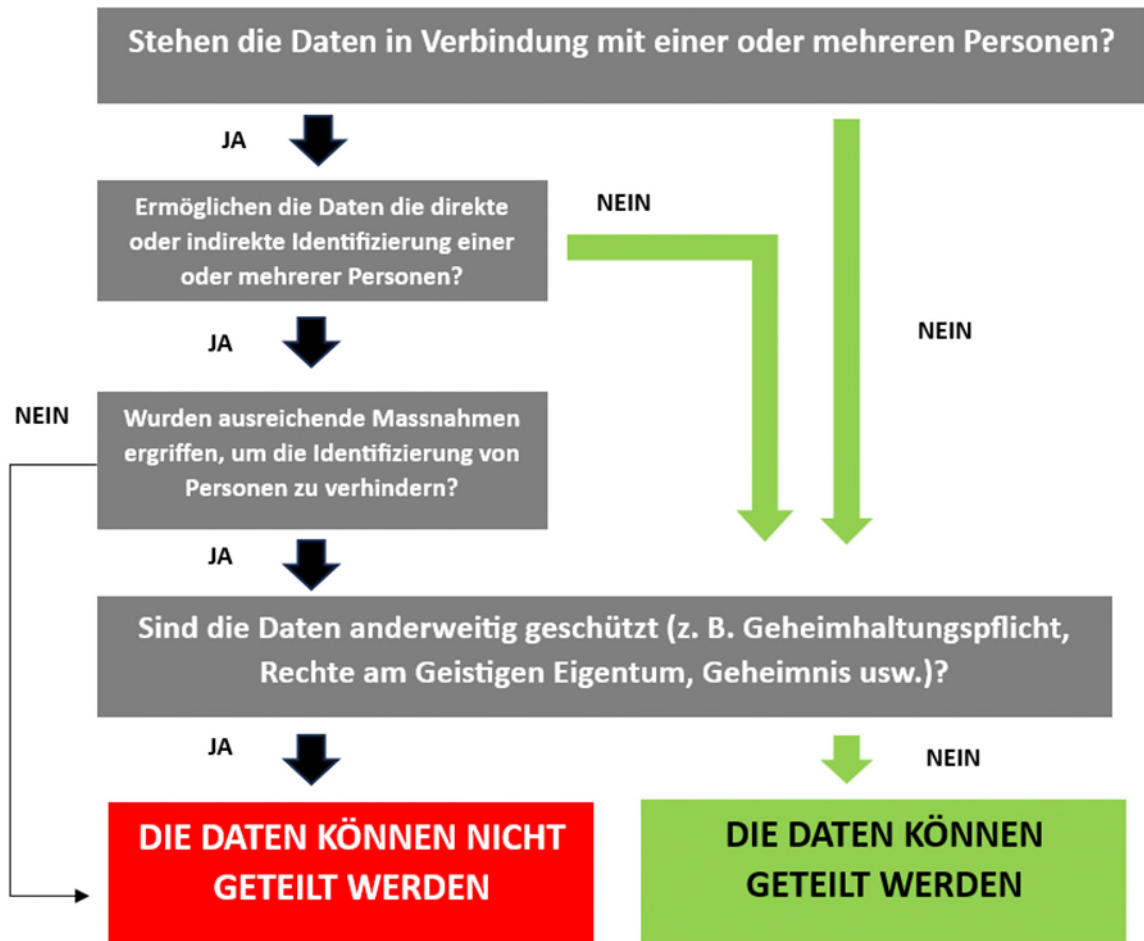 Stehen die Daten in Verbindung mit einer oder mehreren Personen?
JA
Ermöglichen die Daten die direkte
oder indirekte Identifizierung einer
oder mehrerer Personen?
NEIN
NEIN
JA
NEIN
Wurden ausreichende Massnahmen
ergriffen, um die Identifizierung von
Personen zu verhindern?
JA
Sind die Daten anderweitig geschützt (z. B. Geheimhaltungspflicht,
Rechte am Geistigen Eigentum, Geheimnis usw.)?
JA
NEIN
DIE DATEN KÖNNEN NICHT
GETEILT WERDEN
DIE DATEN KÖNNEN
GETEILT WERDEN